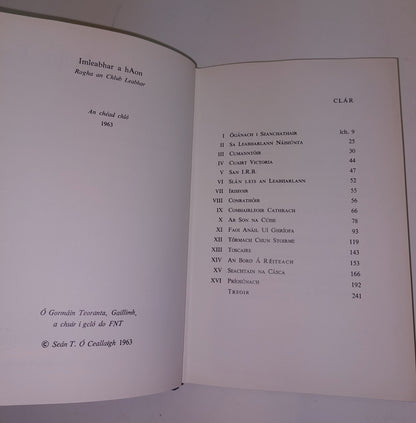 Imleabhar a hAon
Rogha an Chlub Leabhar
An chéad chló
1963
Ó Gormáin Teoranta, Gaillimh,
a chuir i gcló do FNT
© Seán T. Ó Ceallaigh 1963
CLÁR
I ÓGÁNACH I SEANCHATHAIR lch. 9
II SA LEABHARLANN NÁISIÚNTA 25
III CUMANNTÓIR 30
IV CUAIRT VICTORIA 44
V SAN I.R.B. 47
VI SLÁN LEIS AN LEABHARLANN 52
VII IRISEOIR 55
VIII CONRATHÓIR 56
IX COMHAIRLEOIR CATHRACH 66
X AR SON NA CÚISE 78
XI FAOI ANÁIL UÍ GHRÍOFA 93
XII TÓRMACH CHUN STOIRME 119
XIII TOSCAIRE 143
XIV AN BORD Á RÉITEACH 153
XV SEACHTAIN NA CÁSCA 166
XVI PRÍOSÚNACH 192
TREOIR 241